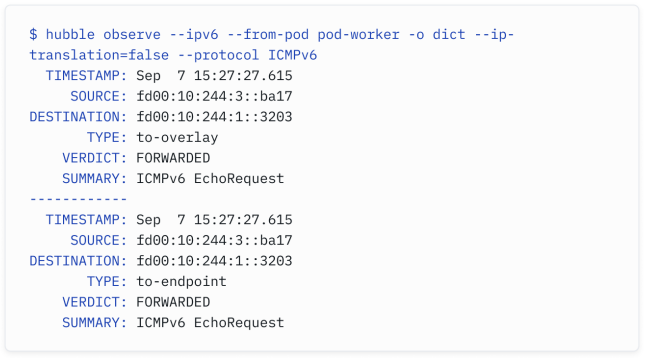 $ hubble observe --ipv6 --from-pod pod-worker -o dict --ip-
translation=false --protocol ICMPv6
  TIMESTAMP: Sep  7 15:27:27.615
     SOURCE: fd00:10:244:3::ba17
DESTINATION: fd00:10:244:1::3203
       TYPE: to-overlay
    VERDICT: FORWARDED
    SUMMARY: ICMPv6 EchoRequest
------------
  TIMESTAMP: Sep  7 15:27:27.615
     SOURCE: fd00:10:244:3::ba17
DESTINATION: fd00:10:244:1::3203
       TYPE: to-endpoint
    VERDICT: FORWARDED
    SUMMARY: ICMPv6 EchoRequest